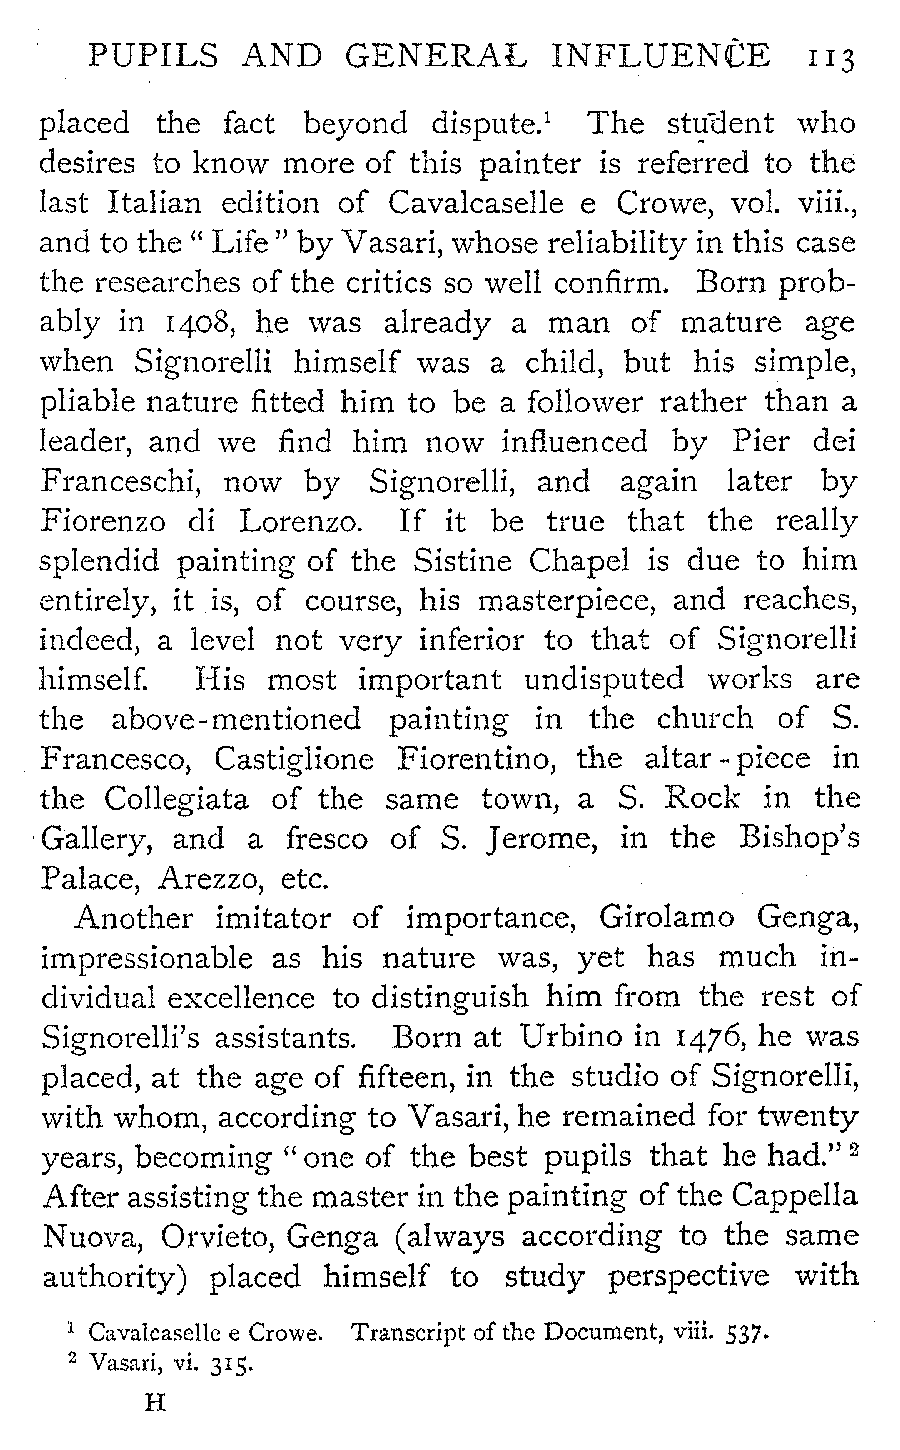 PUPILS AND GENERAL INFLUENCE 113
placed the fact beyond dispute.¹ The student who
desires to know more of this painter is referred to the
last Italian edition of Cavalcaselle e Crowe, vol. viii.,
and to the “ Life ” by Vasari, whose reliability in this case
the researches of the critics so well confirm. Born prob-
ably in 1408, he was already a man of mature age
when Signorelli himself was a child, but his simple,
pliable nature fitted him to be a follower rather than a
leader, and we find him now influenced by Pier dei
Franceschi, now by Signorelli, and again later by
Fiorenzo di Lorenzo. If it be true that the really
splendid painting of the Sistine Chapel is due to him
entirely, it is, of course, his masterpiece, and reaches,
indeed, a level not very inferior to that of Signorelli
himself. His most important undisputed works are
the above-mentioned painting in the church of S.
Francesco, Castiglione Fiorentino, the altar-piece in
the Collegiata of the same town, a S. Rock in the
Gallery, and a fresco of S. Jerome, in the Bishop’s
Palace, Arezzo, etc.
Another imitator of importance, Girolamo Genga,
impressionable as his nature was, yet has much in-
dividual excellence to distinguish him from the rest of
Signorelli’s assistants. Born at Urbino in 1476, he was
placed, at the age of fifteen, in the studio of Signorelli,
with whom, according to Vasari, he remained for twenty
years, becoming “ one of the best pupils that he had.” ²
After assisting the master in the painting of the Cappella
Nuova, Orvieto, Genga (always according to the same
authority) placed himself to study perspective with
¹ Cavalcaselle e Crowe. Transcript of the Document, viii. 537.
² Vasari, vi. 315.
H